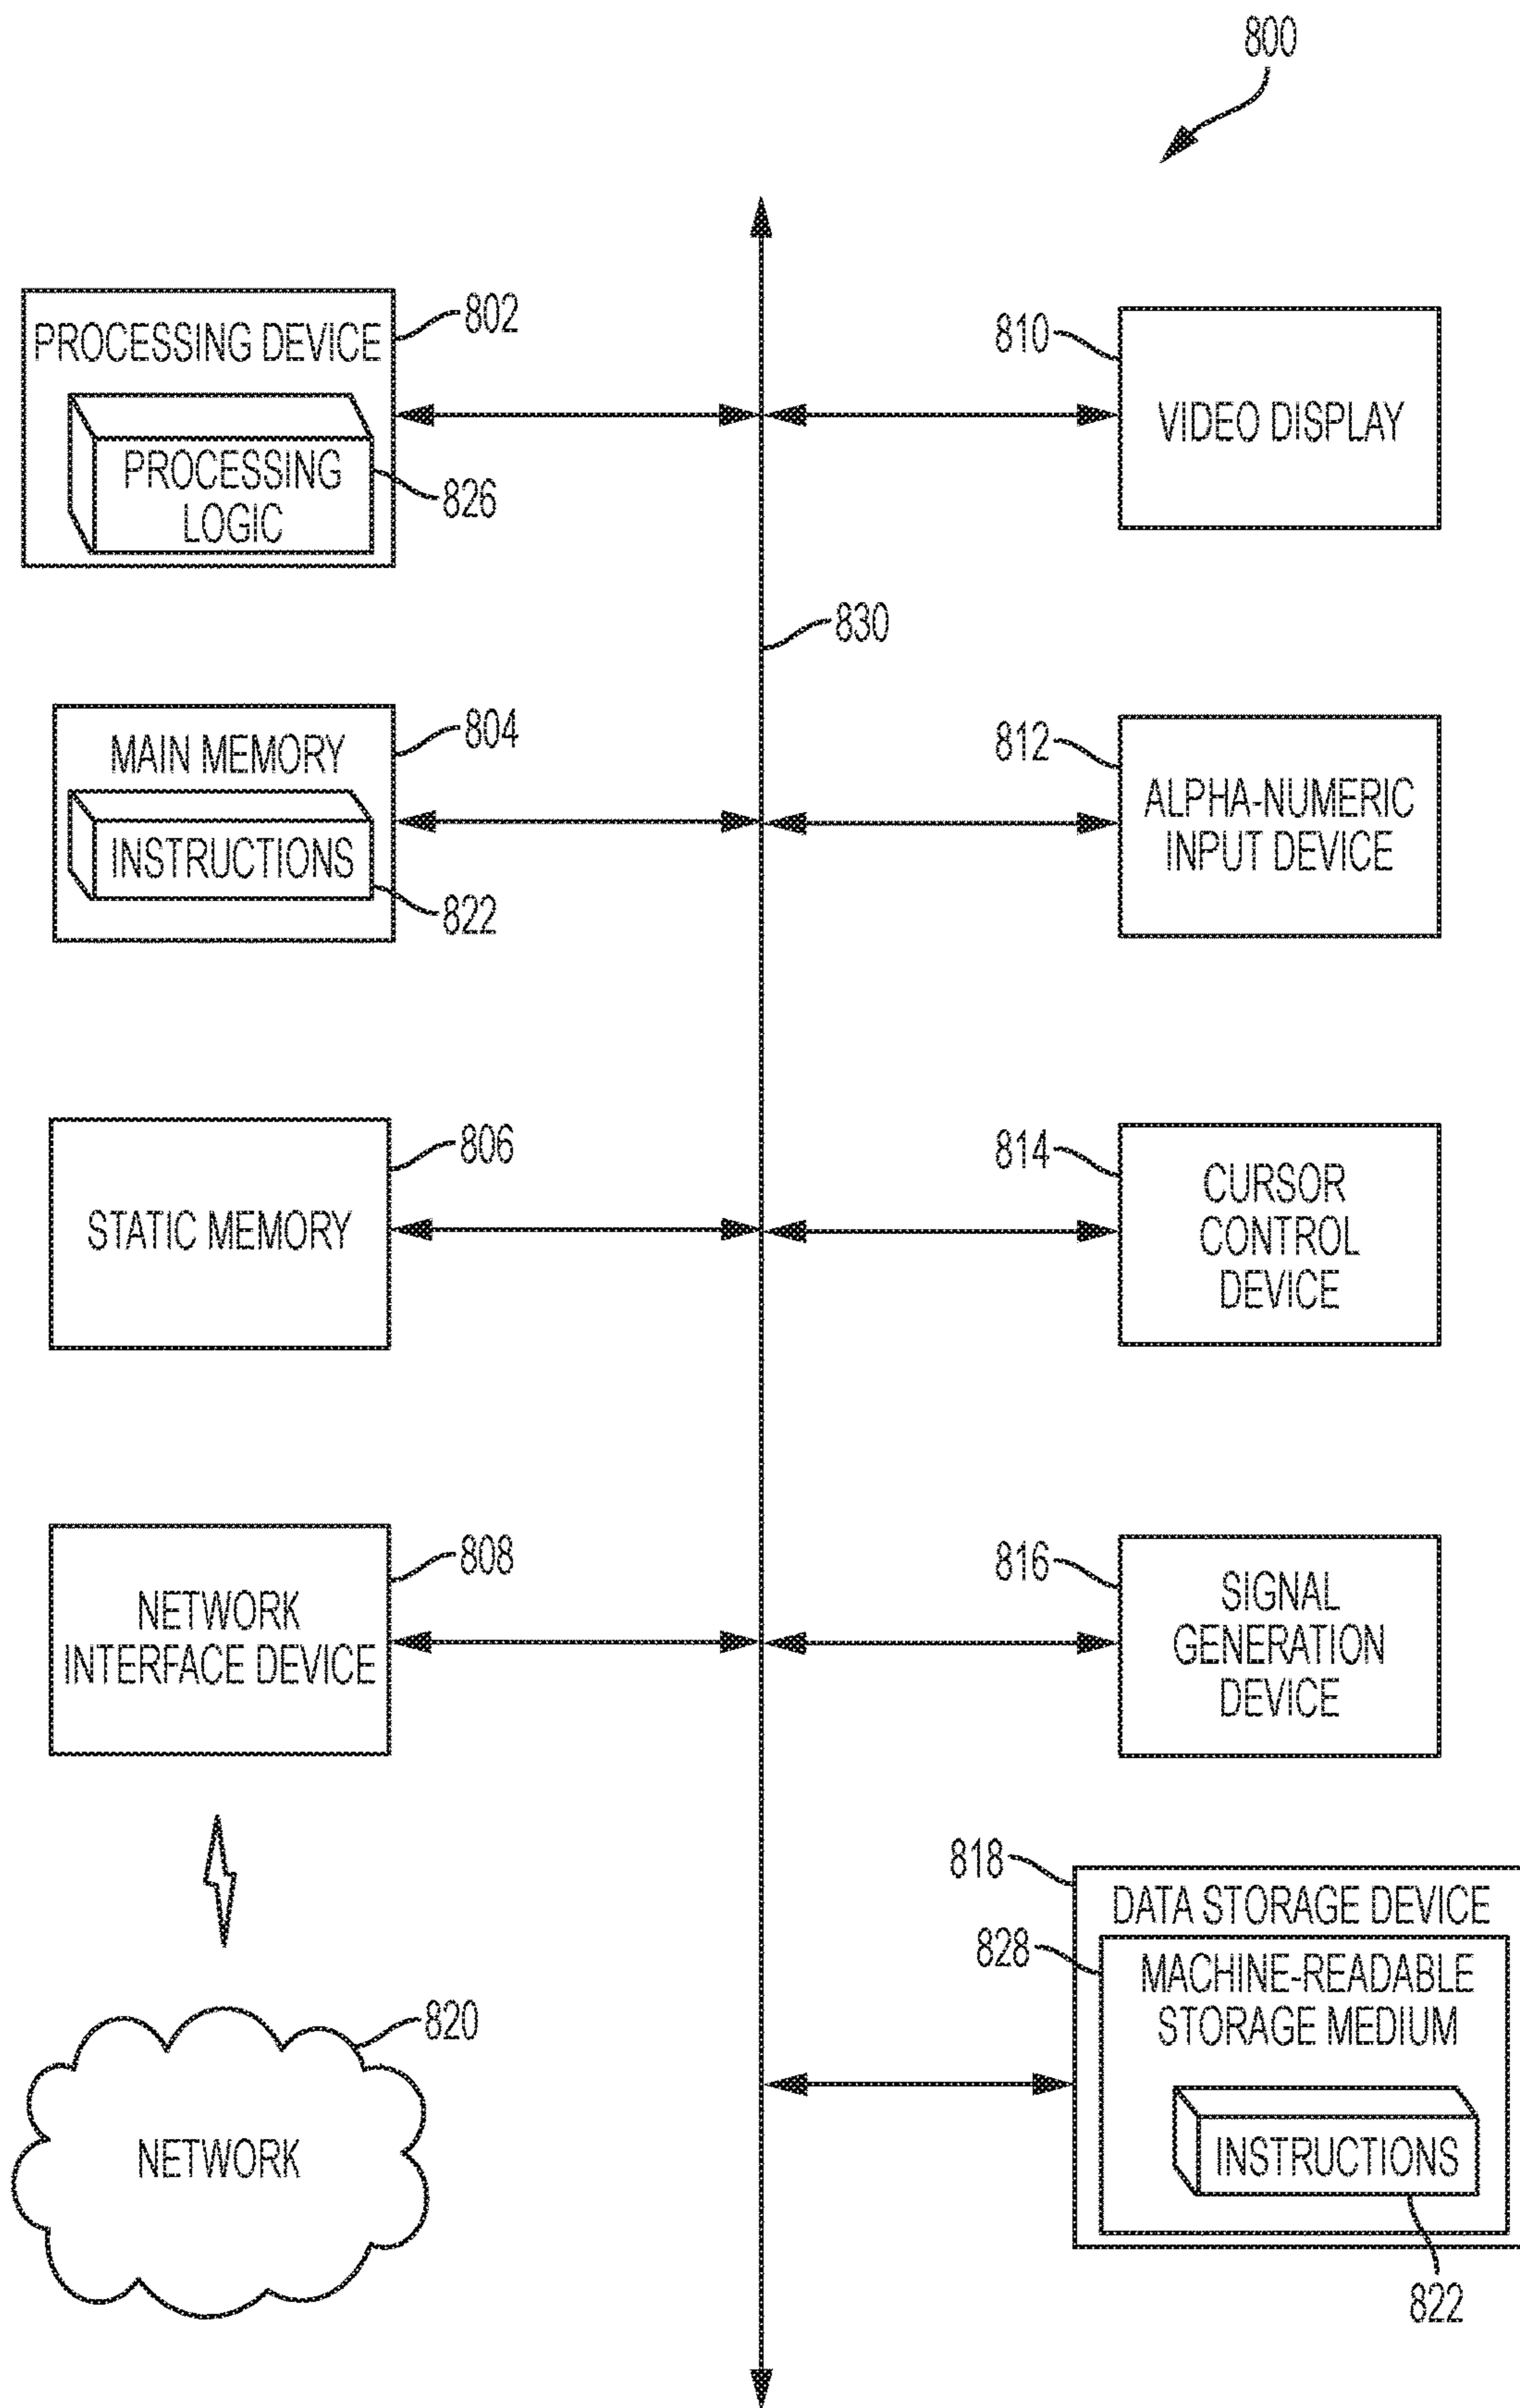 800
PROCESSING DEVICE
802
PROCESSING
LOGIC
826
810
VIDEO DISPLAY
830
MAIN MEMORY
804
INSTRUCTIONS
822
812
ALPHA-NUMERIC
INPUT DEVICE
STATIC MEMORY
806
814
CURSOR
CONTROL
DEVICE
NETWORK
INTERFACE DEVICE
808
816
SIGNAL
GENERATION
DEVICE
820
NETWORK
818
DATA STORAGE DEVICE
828
MACHINE-READABLE
STORAGE MEDIUM
INSTRUCTIONS
822